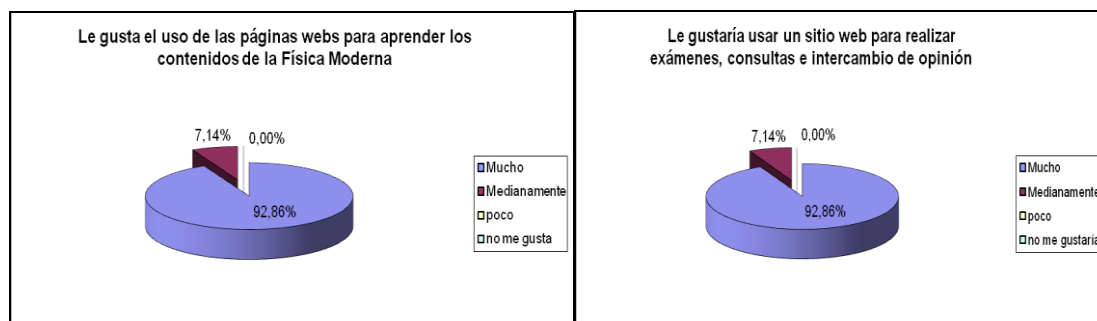 Le gusta el uso de las páginas webs para aprender los
contenidos de la Física Moderna
7,14%
0,00%
92,86%
Mucho
Medianamente
poco
no me gusta
Le gustaría usar un sitio web para realizar
exámenes, consultas e intercambio de opinión
7,14%
0,00%
92,86%
Mucho
Medianamente
poco
no me gustaría